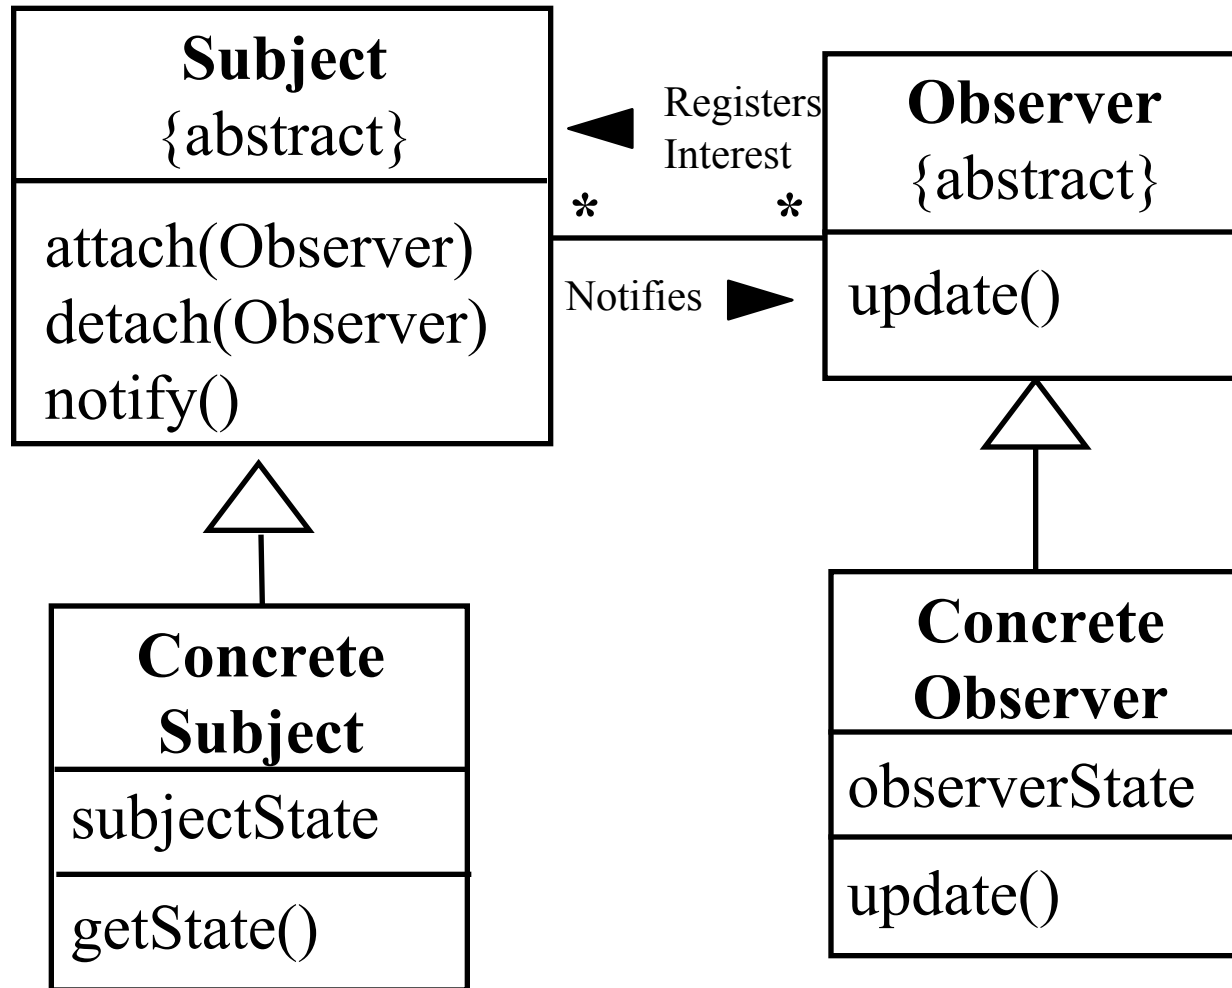 Subject
{abstract}
attach(Observer)
detach(Observer)
notify()
Registers
Interest
*
*
Notifies
Observer
{abstract}
update()
Concrete
Subject
subjectState
getState()
Concrete
Observer
observerState
update()